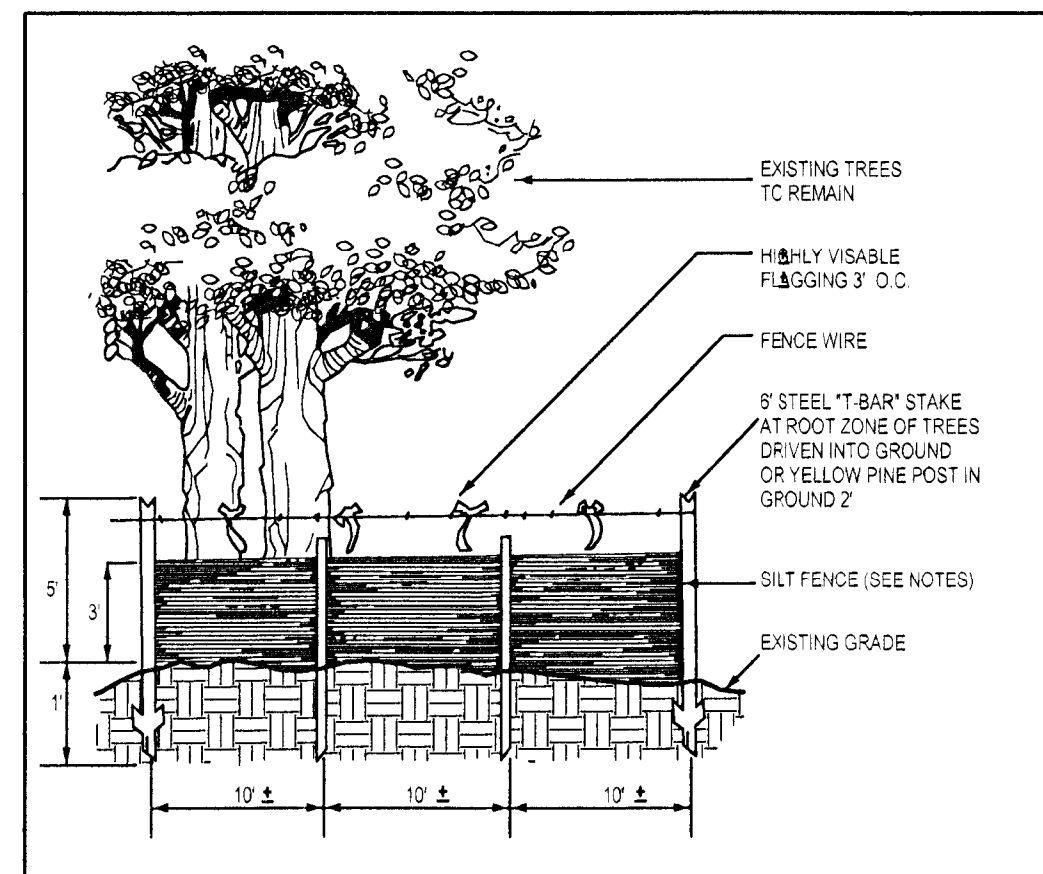 EXISTING TREES
TO REMAIN
HIGHLY VISABLE
FLAGGING 3' O.C.
FENCE WIRE
6' STEEL "T-BAR" STAKE
AT ROOT ZONE OF TREES
DRIVEN INTO GROUND
OR YELLOW PINE POST IN
GROUND 2'
SILT FENCE (SEE NOTES)
EXISTING GRADE
5'
3'
1'
10' ±
10' ±
10' ±